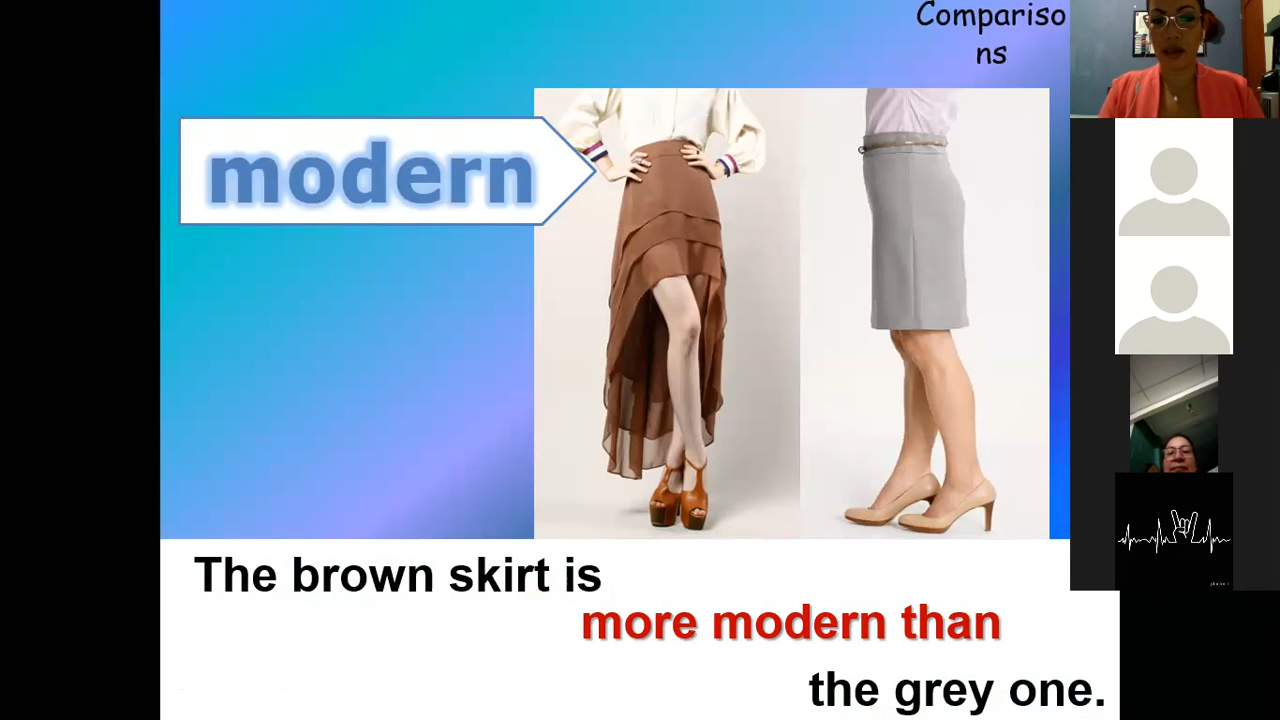 Compariso
ns
modern
The brown skirt is
more modern than
the grey one.